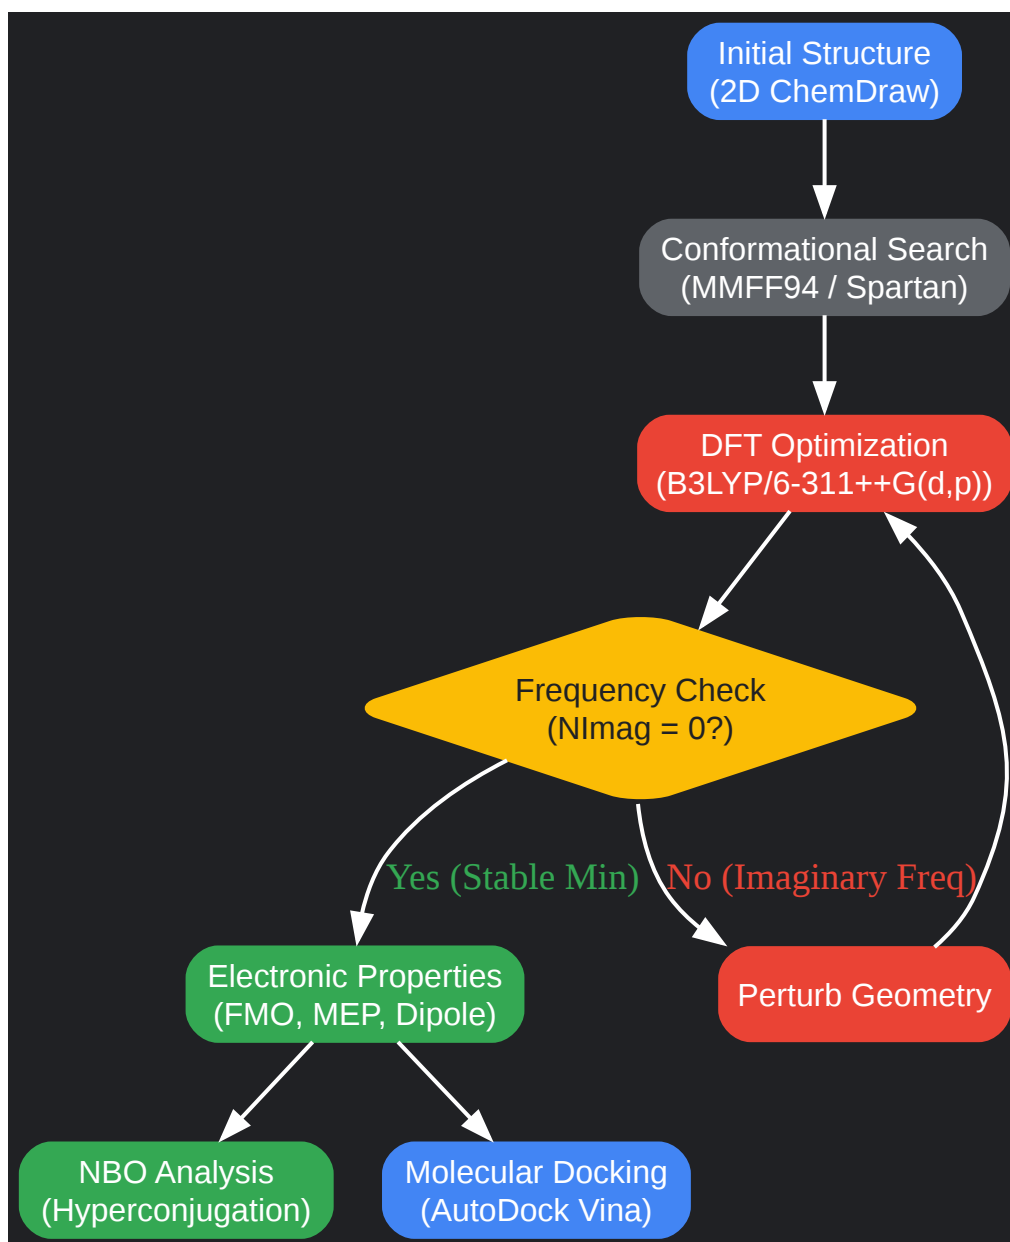 Initial Structure
(2D ChemDraw)
Conformational Search
(MMFF94 / Spartan)
DFT Optimization
(B3LYP/6-311++G(d,p))
Frequency Check
(NImag = 0?)
Yes (Stable Min)
No (Imaginary Freq)
Electronic Properties
(FMO, MEP, Dipole)
Perturb Geometry
NBO Analysis
(Hyperconjugation)
Molecular Docking
(AutoDock Vina)